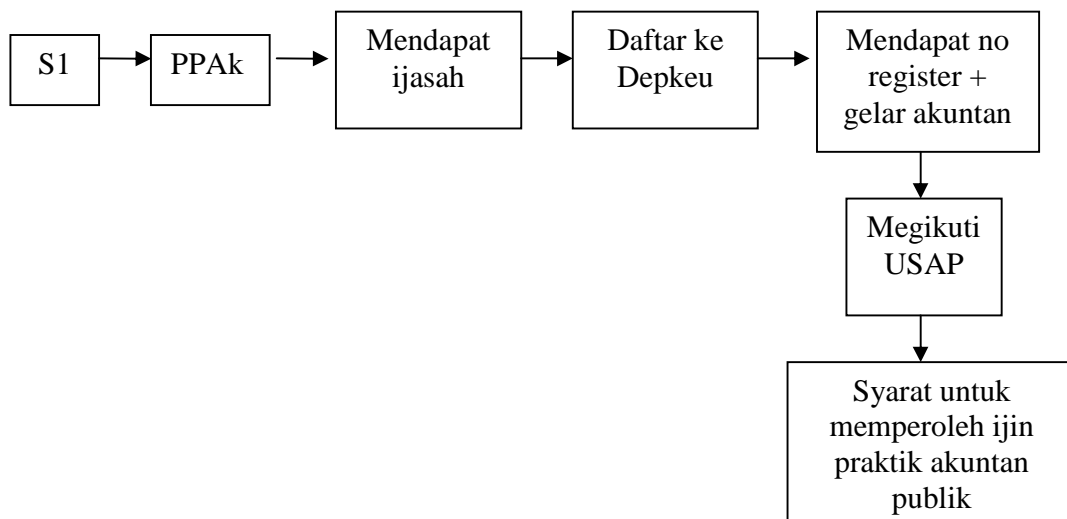 S1
PPAk
Mendapat
ijasah
Daftar ke
Depkeu
Mendapat no
register +
gelar akuntan
Megikuti
USAP
Syarat untuk
memperoleh ijin
praktik akuntan
publik